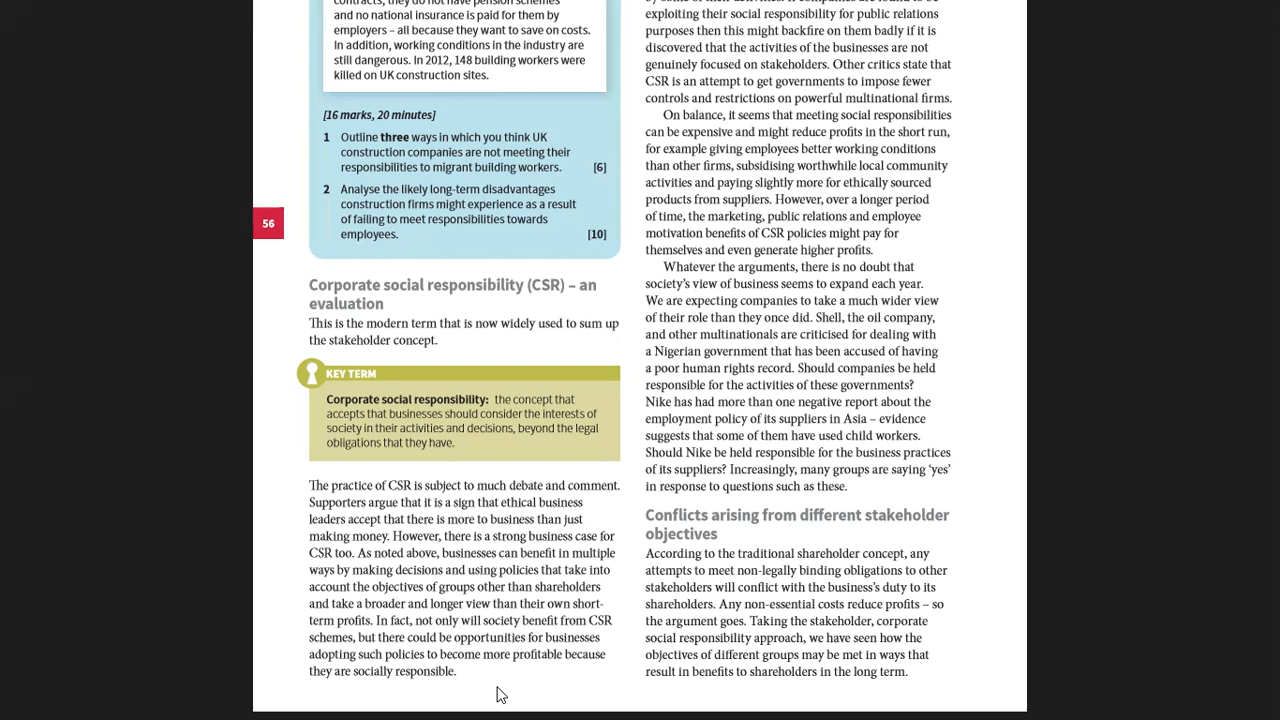 contracts, they do not have pension schemes
and no national insurance is paid for them by
employers – all because they want to save on costs.
In addition, working conditions in the industry are
still dangerous. In 2012, 148 building workers were
killed on UK construction sites.
[16 marks, 20 minutes]
1 Outline three ways in which you think UK
construction companies are not meeting their
responsibilities to migrant building workers. [6]
2 Analyse the likely long-term disadvantages
construction firms might experience as a result
of failing to meet responsibilities towards
employees. [10]
56
Corporate social responsibility (CSR) – an
evaluation
This is the modern term that is now widely used to sum up
the stakeholder concept.
KEY TERM
Corporate social responsibility: the concept that
accepts that businesses should consider the interests of
society in their activities and decisions, beyond the legal
obligations that they have.
The practice of CSR is subject to much debate and comment.
Supporters argue that it is a sign that ethical business
leaders accept that there is more to business than just
making money. However, there is a strong business case for
CSR too. As noted above, businesses can benefit in multiple
ways by making decisions and using policies that take into
account the objectives of groups other than shareholders
and take a broader and longer view than their own short-
term profits. In fact, not only will society benefit from CSR
schemes, but there could be opportunities for businesses
adopting such policies to become more profitable because
they are socially responsible.
by some of their activities. If companies are found to be
exploiting their social responsibility for public relations
purposes then this might backfire on them badly if it is
discovered that the activities of the businesses are not
genuinely focused on stakeholders. Other critics state that
CSR is an attempt to get governments to impose fewer
controls and restrictions on powerful multinational firms.
On balance, it seems that meeting social responsibilities
can be expensive and might reduce profits in the short run,
for example giving employees better working conditions
than other firms, subsidising worthwhile local community
activities and paying slightly more for ethically sourced
products from suppliers. However, over a longer period
of time, the marketing, public relations and employee
motivation benefits of CSR policies might pay for
themselves and even generate higher profits.
Whatever the arguments, there is no doubt that
society's view of business seems to expand each year.
We are expecting companies to take a much wider view
of their role than they once did. Shell, the oil company,
and other multinationals are criticised for dealing with
a Nigerian government that has been accused of having
a poor human rights record. Should companies be held
responsible for the activities of these governments?
Nike has had more than one negative report about the
employment policy of its suppliers in Asia – evidence
suggests that some of them have used child workers.
Should Nike be held responsible for the business practices
of its suppliers? Increasingly, many groups are saying ‘yes’
in response to questions such as these.
Conflicts arising from different stakeholder
objectives
According to the traditional shareholder concept, any
attempts to meet non-legally binding obligations to other
stakeholders will conflict with the business's duty to its
shareholders. Any non-essential costs reduce profits – so
the argument goes. Taking the stakeholder, corporate
social responsibility approach, we have seen how the
objectives of different groups may be met in ways that
result in benefits to shareholders in the long term.